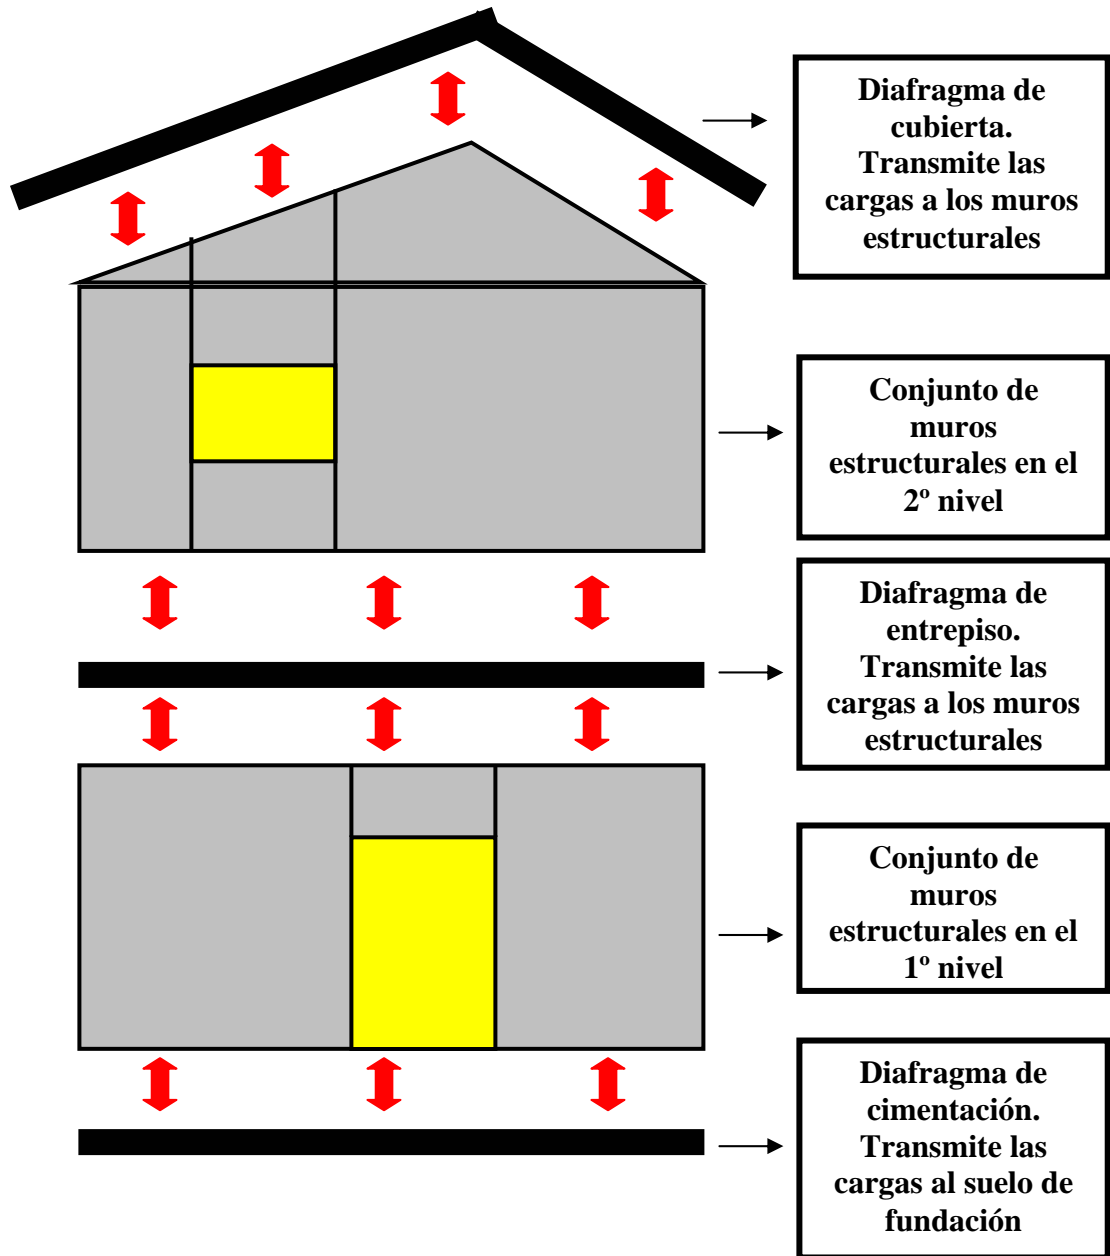 Diafragma de
cubierta.
Transmite las
cargas a los muros
estructurales
Conjunto de
muros
estructurales en el
2º nivel
Diafragma de
entrepiso.
Transmite las
cargas a los muros
estructurales
Conjunto de
muros
estructurales en el
1º nivel
Diafragma de
cimentación.
Transmite las
cargas al suelo de
fundación